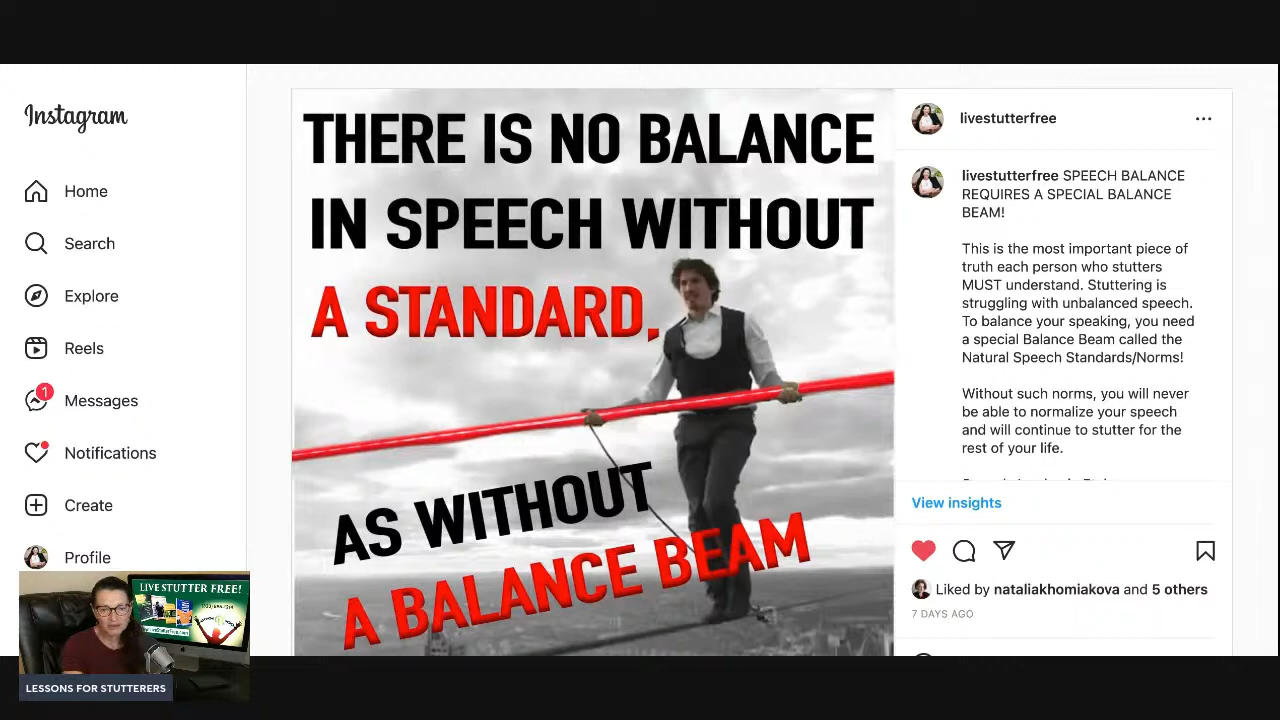 Instagram
Home
Search
Explore
Reels
1
Messages
Notifications
Create
Profile
THERE IS NO BALANCE
IN SPEECH WITHOUT
A STANDARD,
AS WITHOUT
A BALANCE BEAM
livestutterfree
livestutterfree SPEECH BALANCE
REQUIRES A SPECIAL BALANCE
BEAM!
This is the most important piece of
truth each person who stutters
MUST understand. Stuttering is
struggling with unbalanced speech.
To balance your speaking, you need
a special Balance Beam called the
Natural Speech Standards/Norms!
Without such norms, you will never
be able to normalize your speech
and will continue to stutter for the
rest of your life.
View insights
Liked by nataliakhomiakova and 5 others
7 DAYS AGO
LIVE STUTTER FREE!
LESSONS FOR STUTTERERS